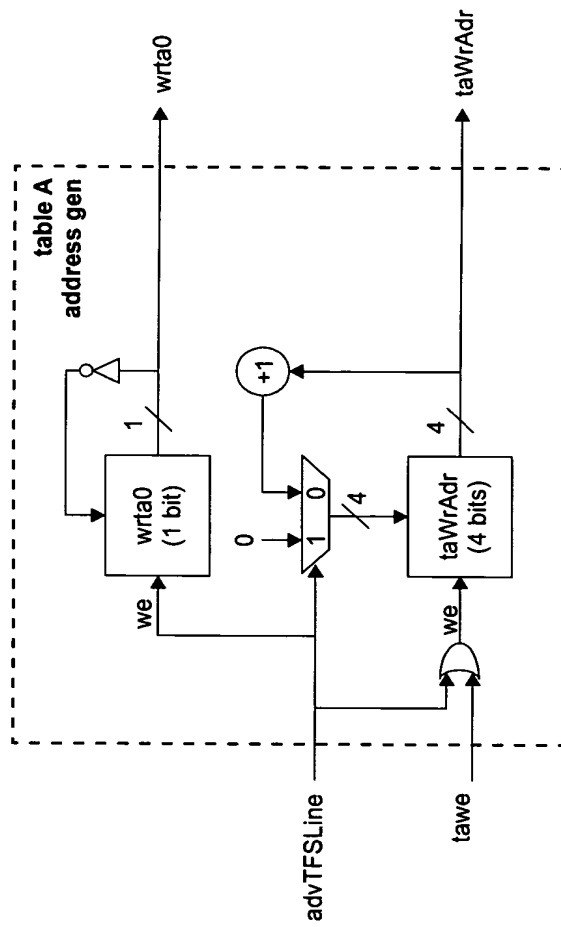 table A
address gen
wrta0
1
wrta0
(1 bit)
we
+1
0
1 0
4
advTFSLine
taWrAdr
4
taWrAdr
(4 bits)
we
tawe